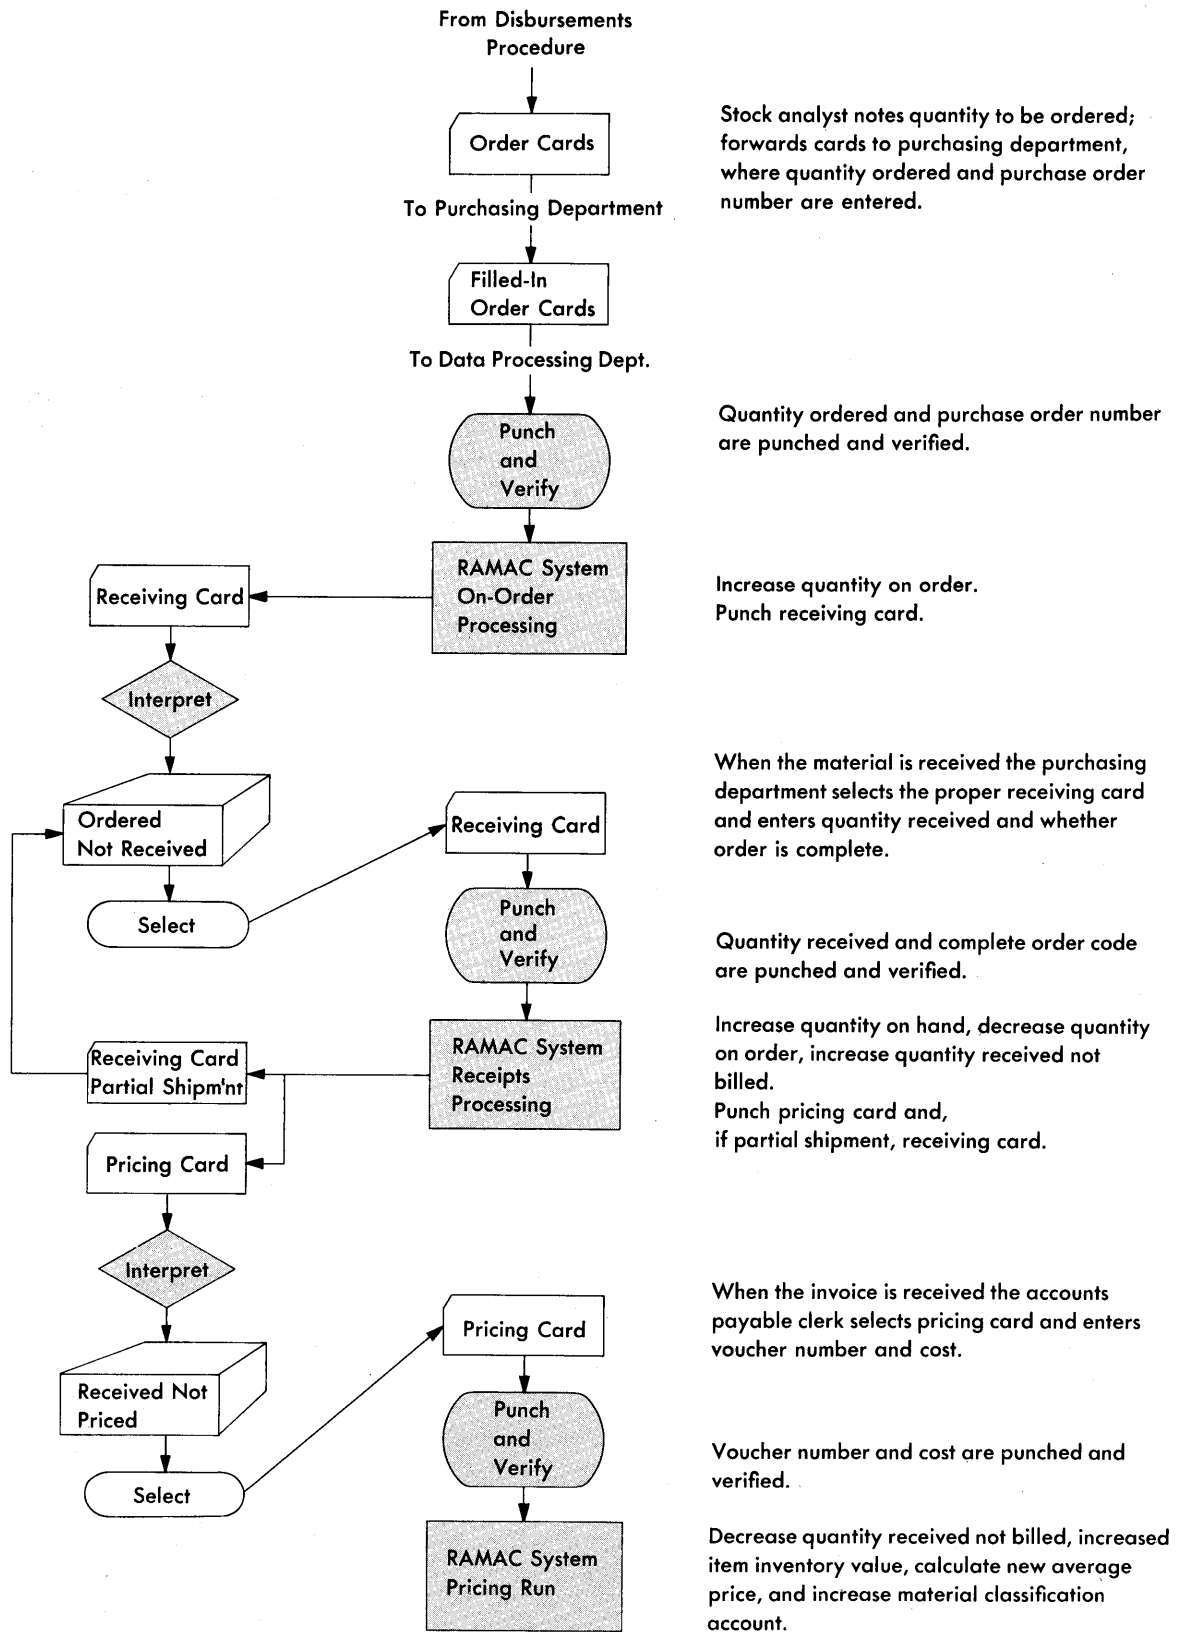 From Disbursements
Procedure
Order Cards
Stock analyst notes quantity to be ordered;
forwards cards to purchasing department,
where quantity ordered and purchase order
number are entered.
To Purchasing Department
Filled-In
Order Cards
To Data Processing Dept.
Punch
and
Verify
Quantity ordered and purchase order number
are punched and verified.
RAMAC System
On-Order
Processing
Increase quantity on order.
Punch receiving card.
Receiving Card
Interpret
Ordered
Not Received
Select
Receiving Card
When the material is received the purchasing
department selects the proper receiving card
and enters quantity received and whether
order is complete.
Punch
and
Verify
Quantity received and complete order code
are punched and verified.
RAMAC System
Receipts
Processing
Increase quantity on hand, decrease quantity
on order, increase quantity received not
billed.
Punch pricing card and,
if partial shipment, receiving card.
Receiving Card
Partial Shipm'nt
Pricing Card
Interpret
Received Not
Priced
Select
Pricing Card
When the invoice is received the accounts
payable clerk selects pricing card and enters
voucher number and cost.
Punch
and
Verify
Voucher number and cost are punched and
verified.
RAMAC System
Pricing Run
Decrease quantity received not billed, increased
item inventory value, calculate new average
price, and increase material classification
account.